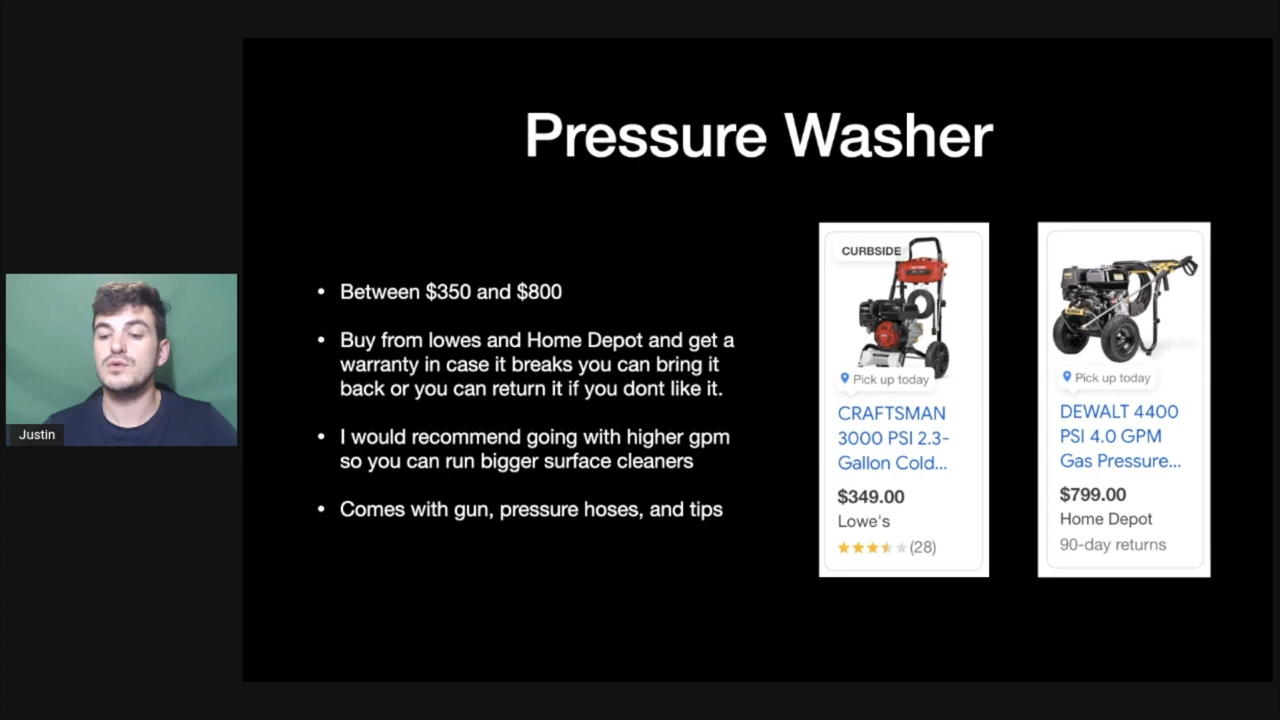 Pressure Washer
• Between $350 and $800
• Buy from lowes and Home Depot and get a
warranty in case it breaks you can bring it
back or you can return it if you dont like it.
• I would recommend going with higher gpm
so you can run bigger surface cleaners
• Comes with gun, pressure hoses, and tips
CURBSIDE
Pick up today
CRAFTSMAN
3000 PSI 2.3-
Gallon Cold...
$349.00
Lowe's
(28)
Pick up today
DEWALT 4400
PSI 4.0 GPM
Gas Pressure...
$799.00
Home Depot
90-day returns
Justin